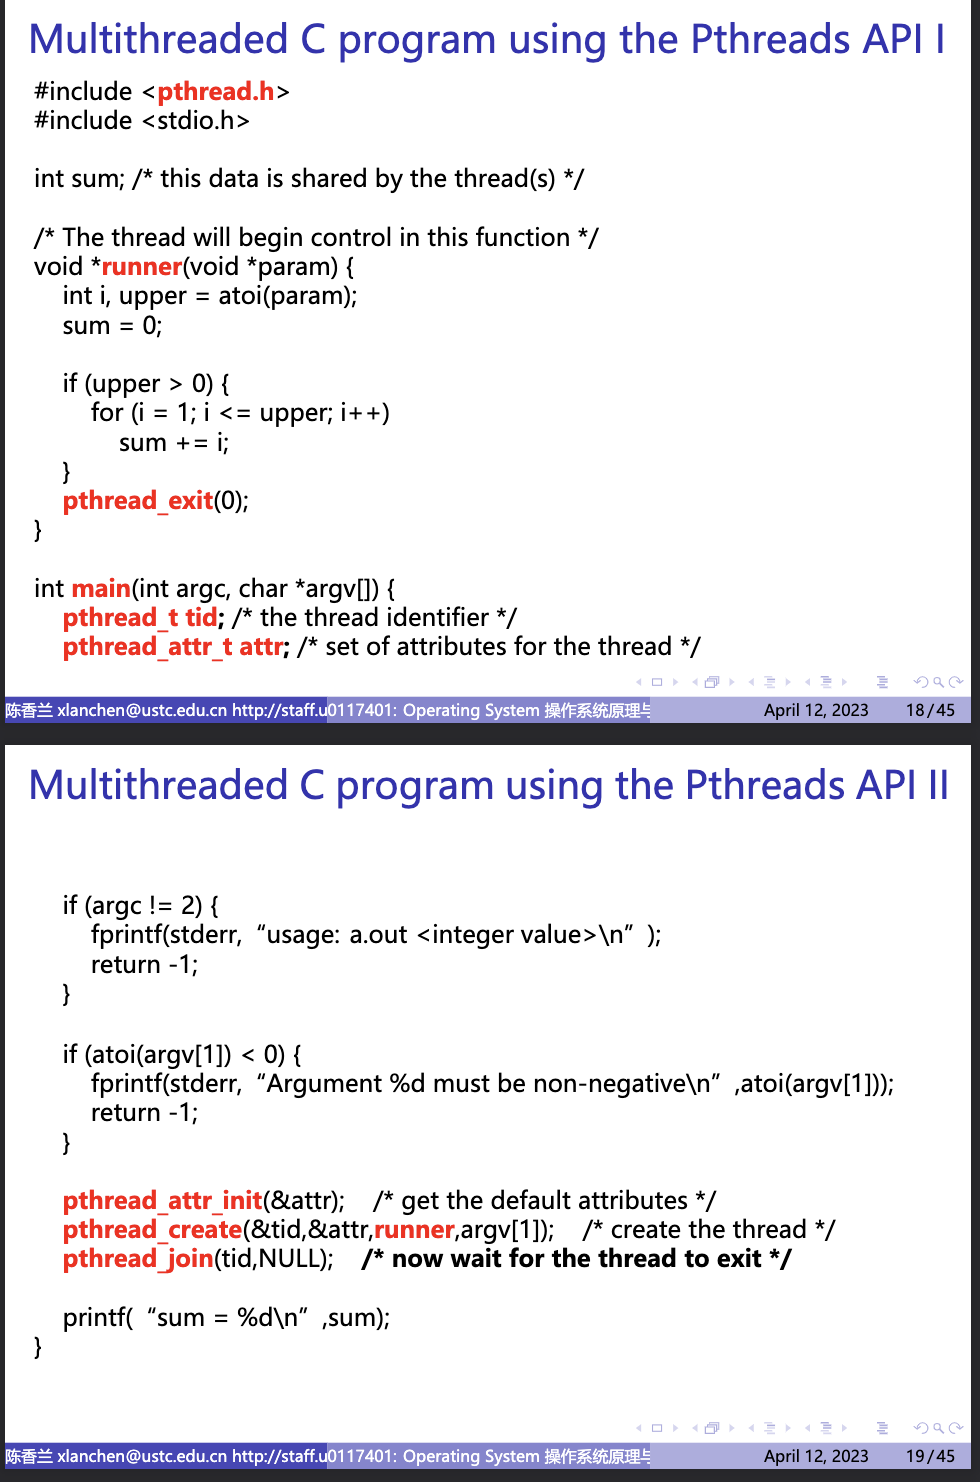 Multithreaded C program using the Pthreads API I
#include <pthread.h>
#include <stdio.h>
int sum; /* this data is shared by the thread(s) */
/* The thread will begin control in this function */
void *runner(void *param) {
int i, upper = atoi(param);
sum = 0;
if (upper > 0) {
for (i = 1; i <= upper; i++)
sum += i;
}
pthread_exit(0);
}
int main(int argc, char *argv[]) {
pthread_t tid; /* the thread identifier */
pthread_attr_t attr; /* set of attributes for the thread */
陈香兰 xlanchen@ustc.edu.cn http://staff.u0117401: Operating System 操作系统原理与 April 12, 2023 18/45
Multithreaded C program using the Pthreads API II
if (argc != 2) {
fprintf(stderr, “usage: a.out <integer value>\n” );
return -1;
}
if (atoi(argv[1]) < 0) {
fprintf(stderr, “Argument %d must be non-negative\n” ,atoi(argv[1]));
return -1;
}
pthread_attr_init(&attr); /* get the default attributes */
pthread_create(&tid,&attr,runner,argv[1]); /* create the thread */
pthread_join(tid,NULL); /* now wait for the thread to exit */
printf( “sum = %d\n” ,sum);
}
陈香兰 xlanchen@ustc.edu.cn http://staff.u0117401: Operating System 操作系统原理与 April 12, 2023 19/45